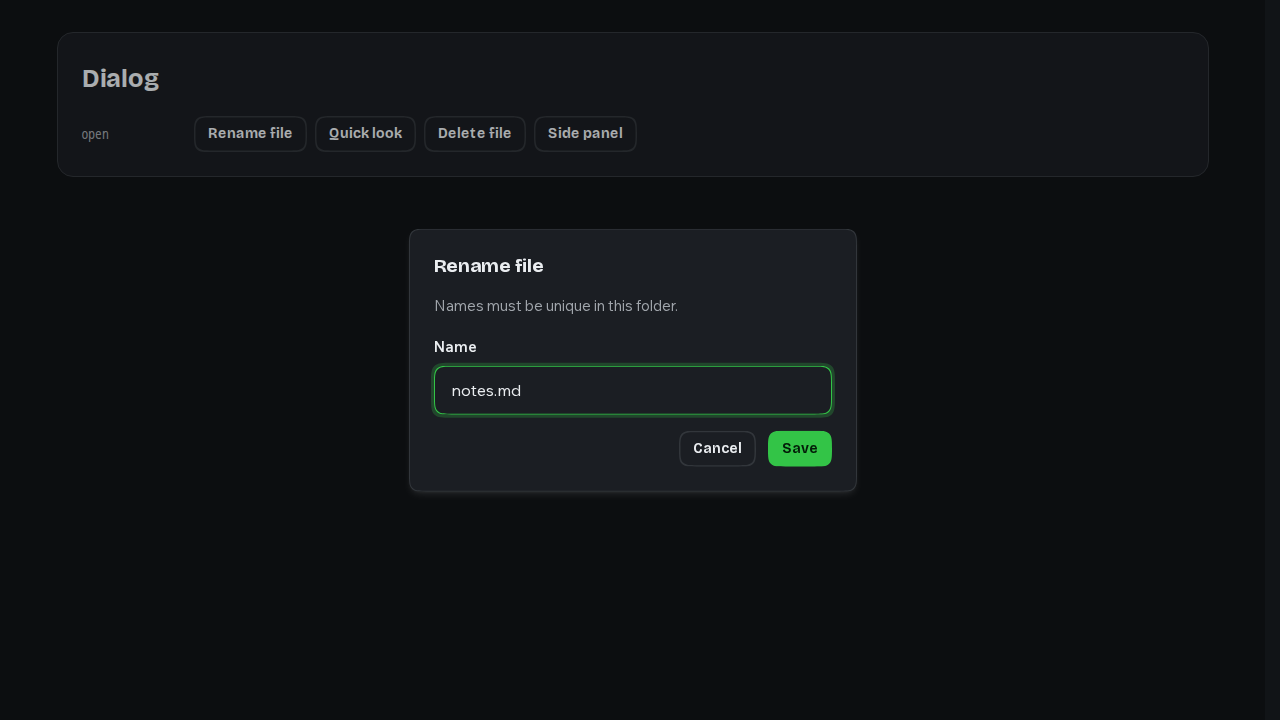 Dialog
open Rename file Quick look Delete file Side panel
Rename file
Names must be unique in this folder.
Name
notes.md
Cancel Save